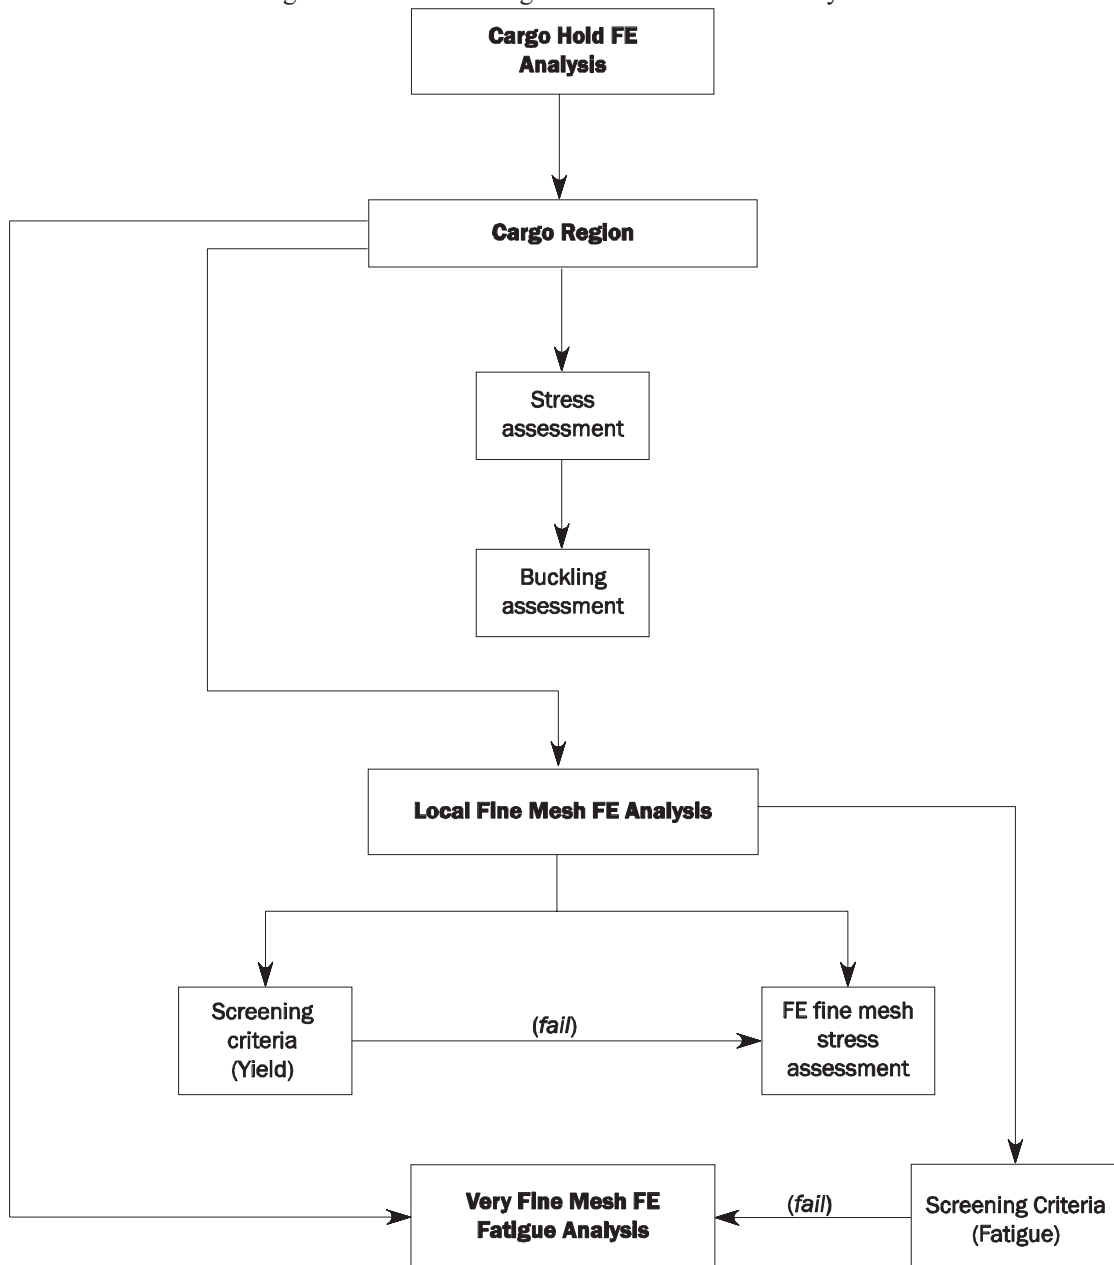 Cargo Hold FE
Analysis
Cargo Region
Stress
assessment
Buckling
assessment
Local Fine Mesh FE Analysis
Screening
criteria
(Yield)
(fail)
FE fine mesh
stress
assessment
Very Fine Mesh FE
Fatigue Analysis
(fail)
Screening Criteria
(Fatigue)